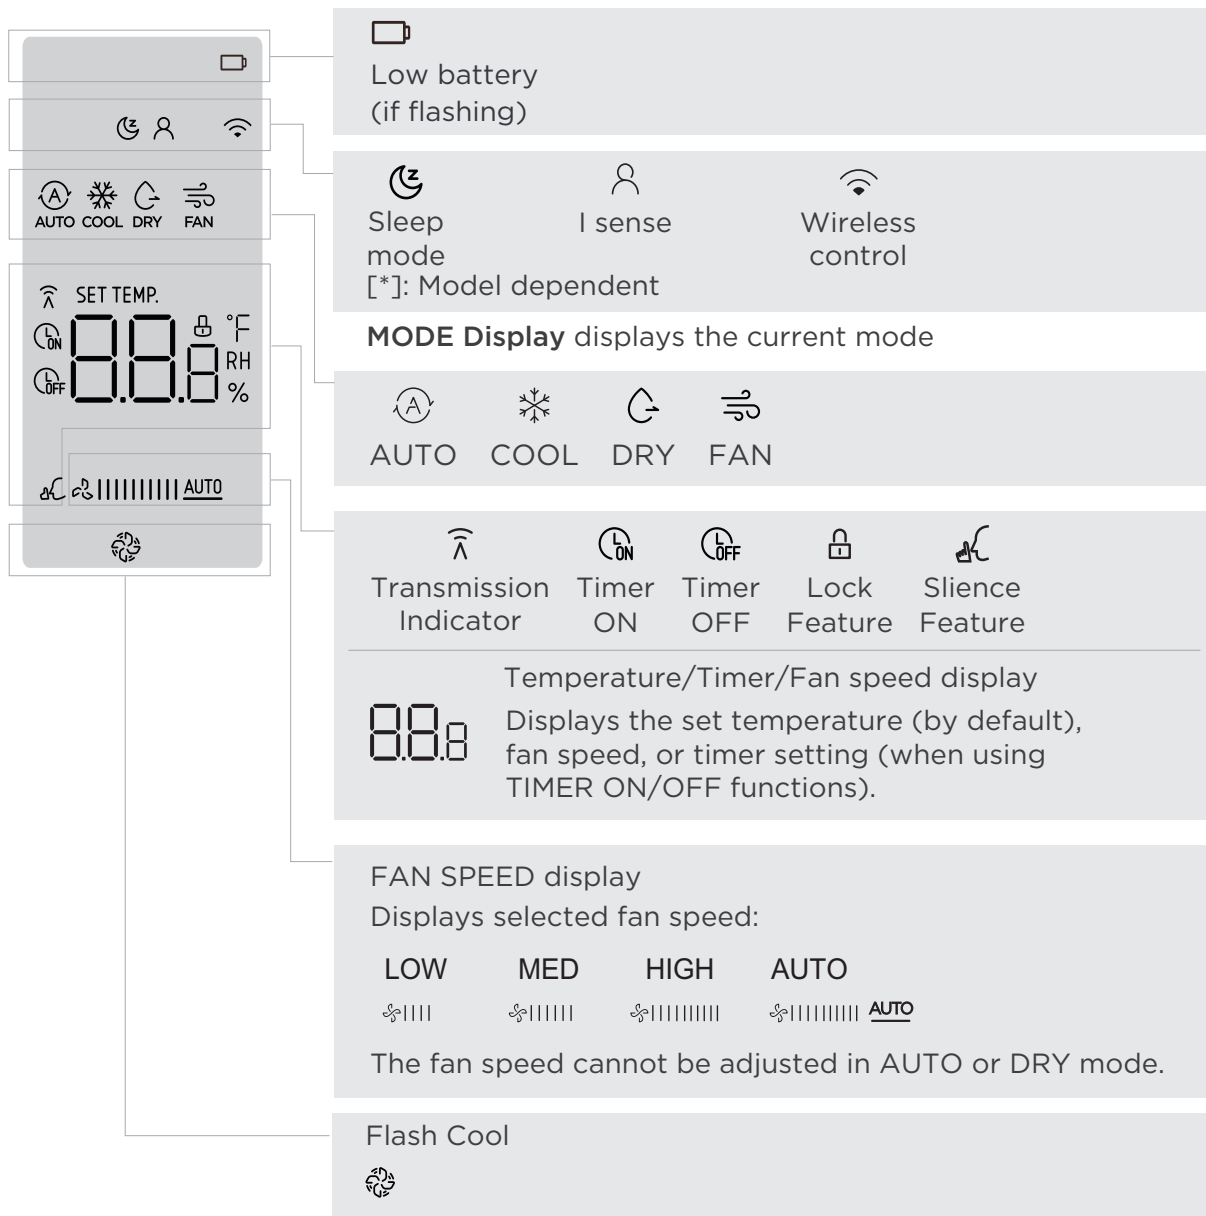 AUTO COOL DRY FAN
SET TEMP.
ON °F
RH
OFF %
AUTO
Low battery
(if flashing)
Sleep mode
I sense
Wireless control
[*]: Model dependent
MODE Display displays the current mode
AUTO COOL DRY FAN
ON OFF
Transmission Indicator
Timer ON
Timer OFF
Lock Feature
Slience Feature
Temperature/Timer/Fan speed display
Displays the set temperature (by default),
fan speed, or timer setting (when using
TIMER ON/OFF functions).
FAN SPEED display
Displays selected fan speed:
LOW MED HIGH AUTO
AUTO
The fan speed cannot be adjusted in AUTO or DRY mode.
Flash Cool